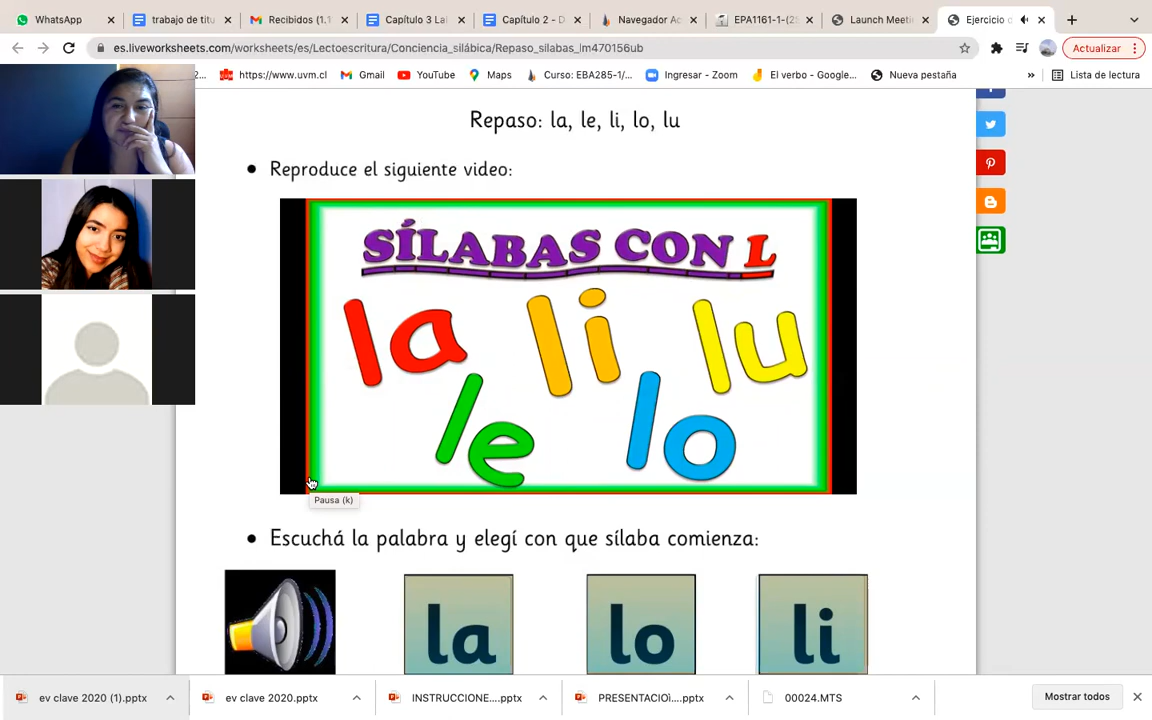 WhatsApp
trabajo de titu
Recibidos (1.1
Capítulo 3 Lai
Capítulo 2 - D
Navegador Ac
EPA1161-1-(29
Launch Meeti
Ejercicio d
es.liveworksheets.com/worksheets/es/Lectoescritura/Conciencia_silábica/Repaso_silabas_lm470156ub
Actualizar
2...
https://www.uvm.cl
Gmail
YouTube
Maps
Curso: EBA285-1/...
Ingresar - Zoom
El verbo - Google...
Nueva pestaña
»
Lista de lectura
Repaso: la, le, li, lo, lu
• Reproduce el siguiente video:
SÍLABAS CON L
la li lu
le lo
Pausa (k)
• Escuchá la palabra y elegí con que sílaba comienza:
la
lo
li
ev clave 2020 (1).pptx
ev clave 2020.pptx
INSTRUCCIONE....pptx
PRESENTACIOÌ....pptx
00024.MTS
Mostrar todos